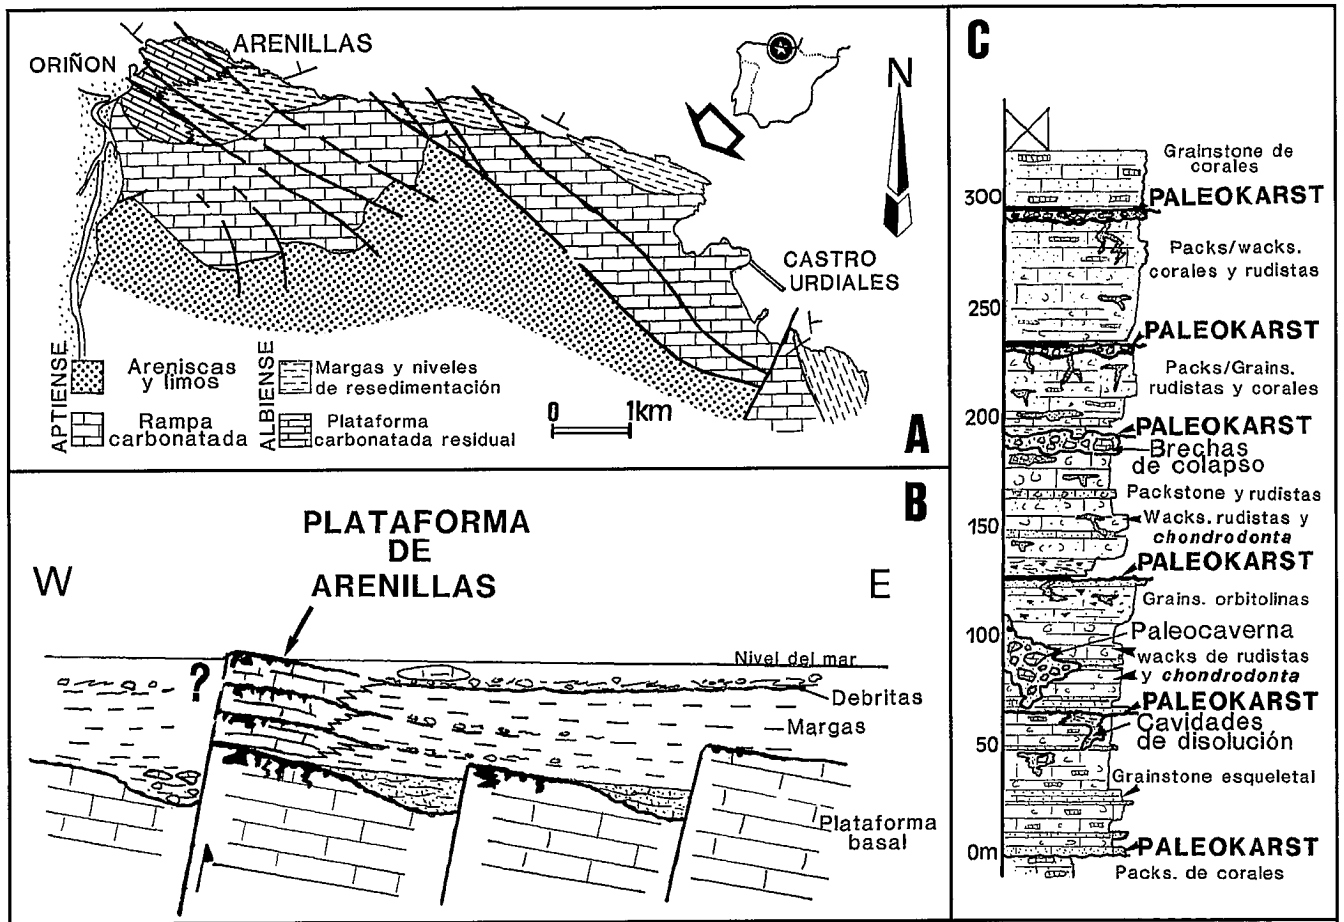 A
ORIÑON
ARENILLAS
N
CASTRO
URDIALES
APTIENSE
Areniscas
y limos
Rampa
carbonatada
ALBIENSE
Margas y niveles
de resedimentación
Plataforma
carbonatada residual
0 1km
B
PLATAFORMA
DE
ARENILLAS
W
E
?
Nivel del mar
Debritas
Margas
Plataforma
basal
C
Grainstone de
corales
300
PALEOKARST
Packs/wacks.
corales y rudistas
250
PALEOKARST
Packs/Grains.
rudistas y corales
200
PALEOKARST
Brechas
de colapso
Packstone y rudistas
150
Wacks. rudistas y
chondrodonta
PALEOKARST
Grains. orbitolinas
100
Paleocaverna
wacks de rudistas
y chondrodonta
PALEOKARST
Cavidades
de disolución
50
Grainstone esqueletal
0m
PALEOKARST
Packs. de corales